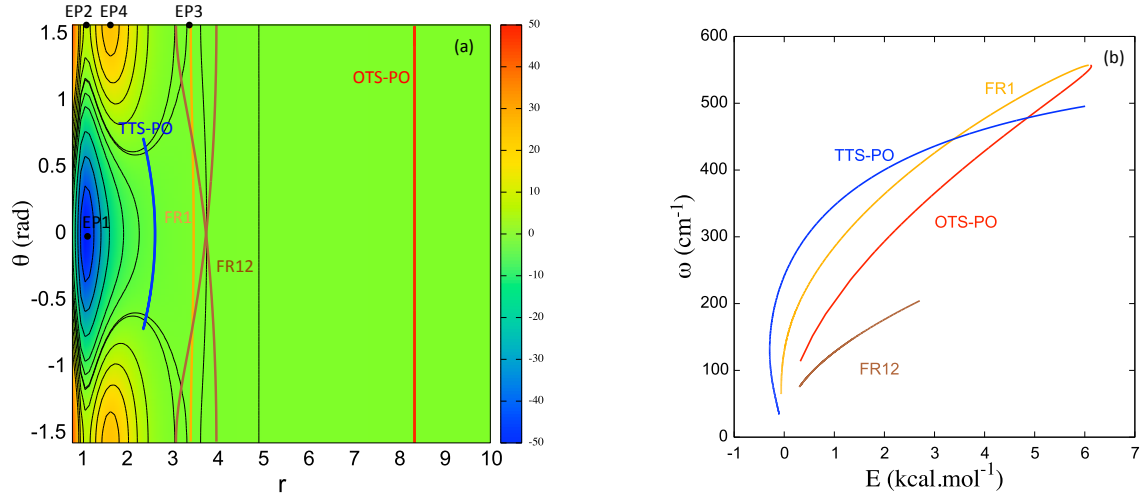 EP2 EP4 EP3
(a)
OTS-PO
TTS-PO
EP1
FR1
FR12
1.5
1
0.5
0
-0.5
-1
-1.5
θ (rad)
1 2 3 4 5 6 7 8 9 10
r
50
40
30
20
10
0
-10
-20
-30
-40
-50
(b)
FR1
TTS-PO
OTS-PO
FR12
600
500
400
300
200
100
0
ω (cm⁻¹)
-1 0 1 2 3 4 5 6 7
E (kcal.mol⁻¹)